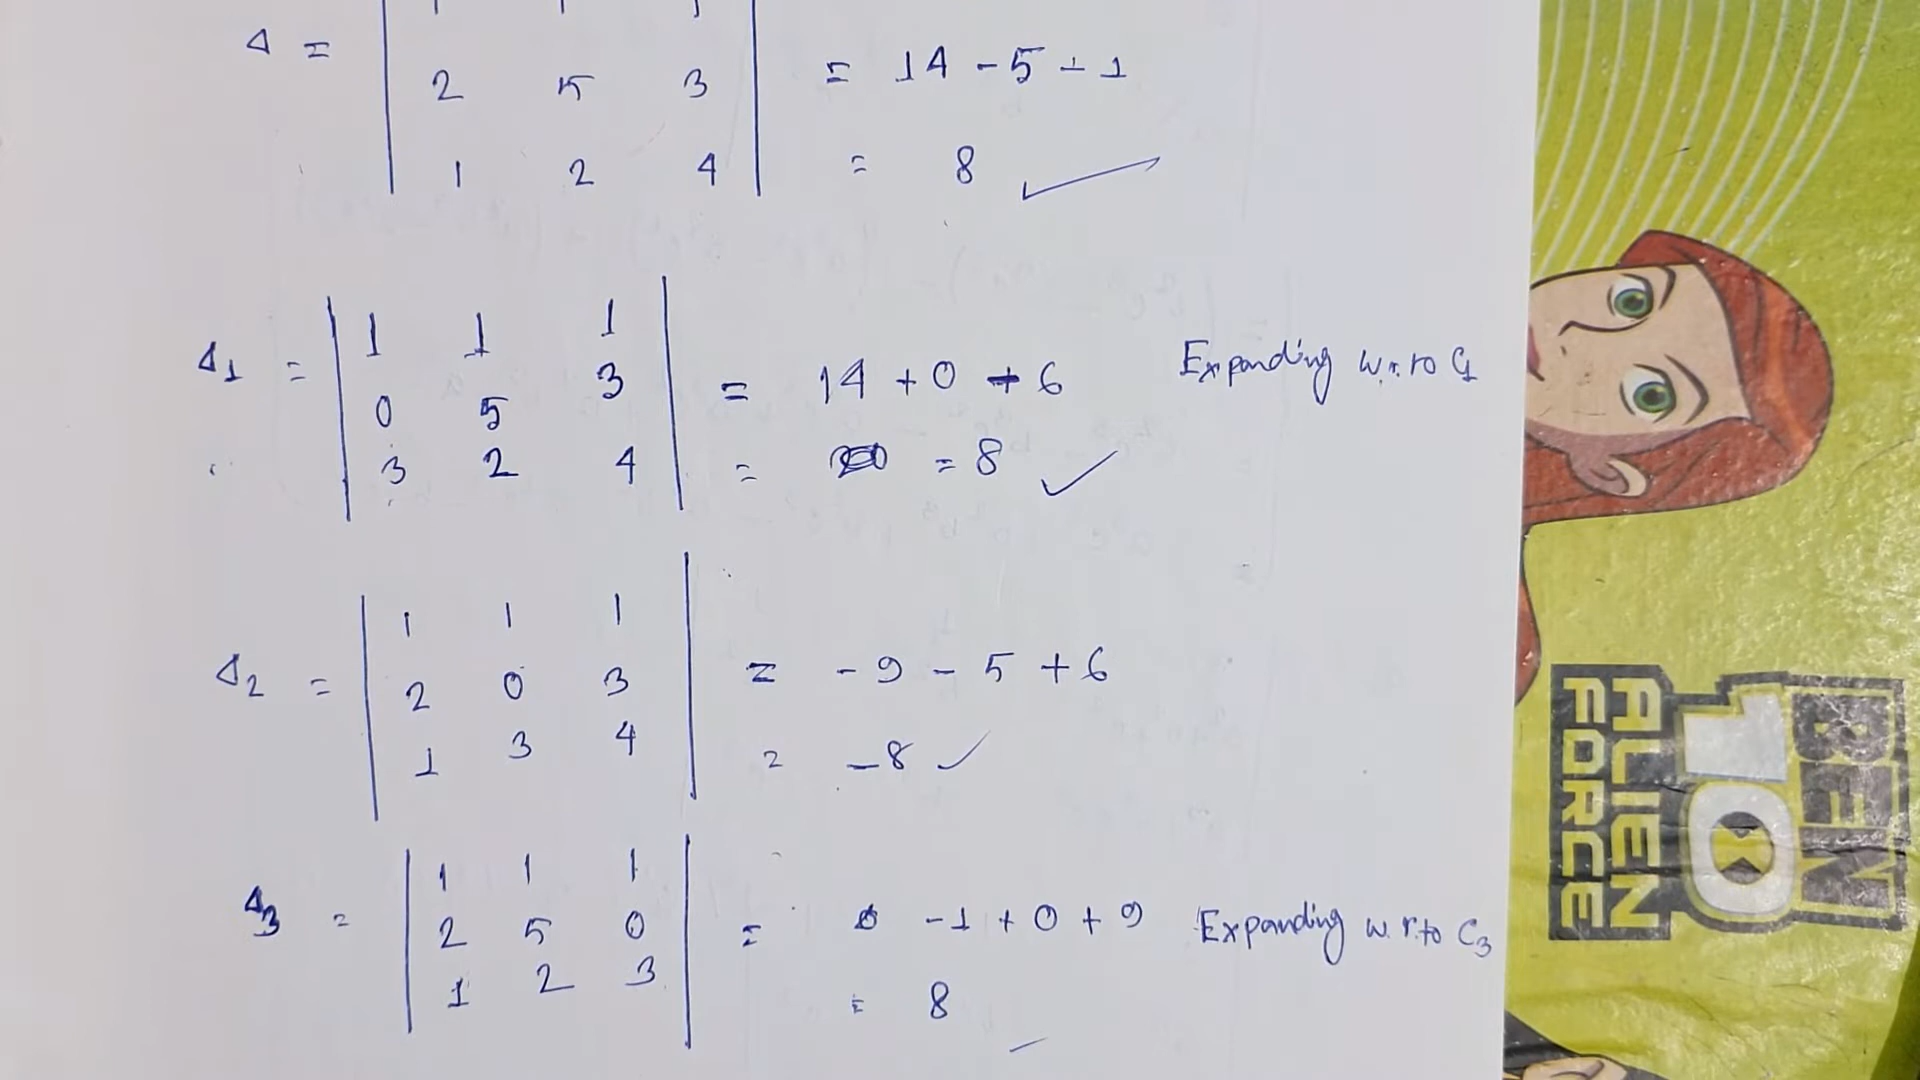 1 1 1
Δ = 2 5 3 = 14 - 5 - 1
1 2 4 = 8 ✓
1 1 1
Δ1 = 0 5 3 = 14 + 0 - 6 Expanding w.r.to C1
3 2 4 = = 8 ✓
1 1 1
Δ2 = 2 0 3 = - 9 - 5 + 6
1 3 4 = - 8 ✓
1 1 1
Δ3 = 2 5 0 = - 1 + 0 + 9 Expanding w.r.to C3
1 2 3 = 8
BEN
10
ALIEN
FORCE